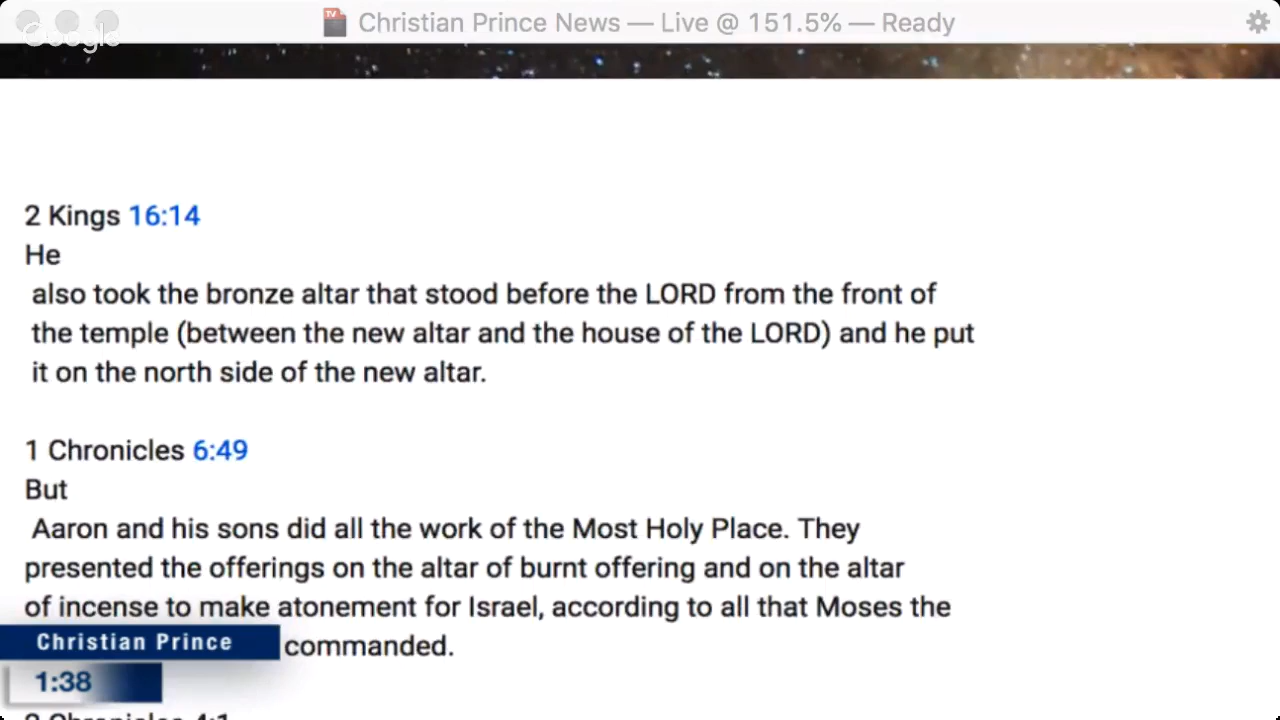 Christian Prince News — Live @ 151.5% — Ready
Google
2 Kings 16:14
He
also took the bronze altar that stood before the LORD from the front of
the temple (between the new altar and the house of the LORD) and he put
it on the north side of the new altar.
1 Chronicles 6:49
But
Aaron and his sons did all the work of the Most Holy Place. They
presented the offerings on the altar of burnt offering and on the altar
of incense to make atonement for Israel, according to all that Moses the
commanded.
Christian Prince
1:38
2 Chronicles 4:1